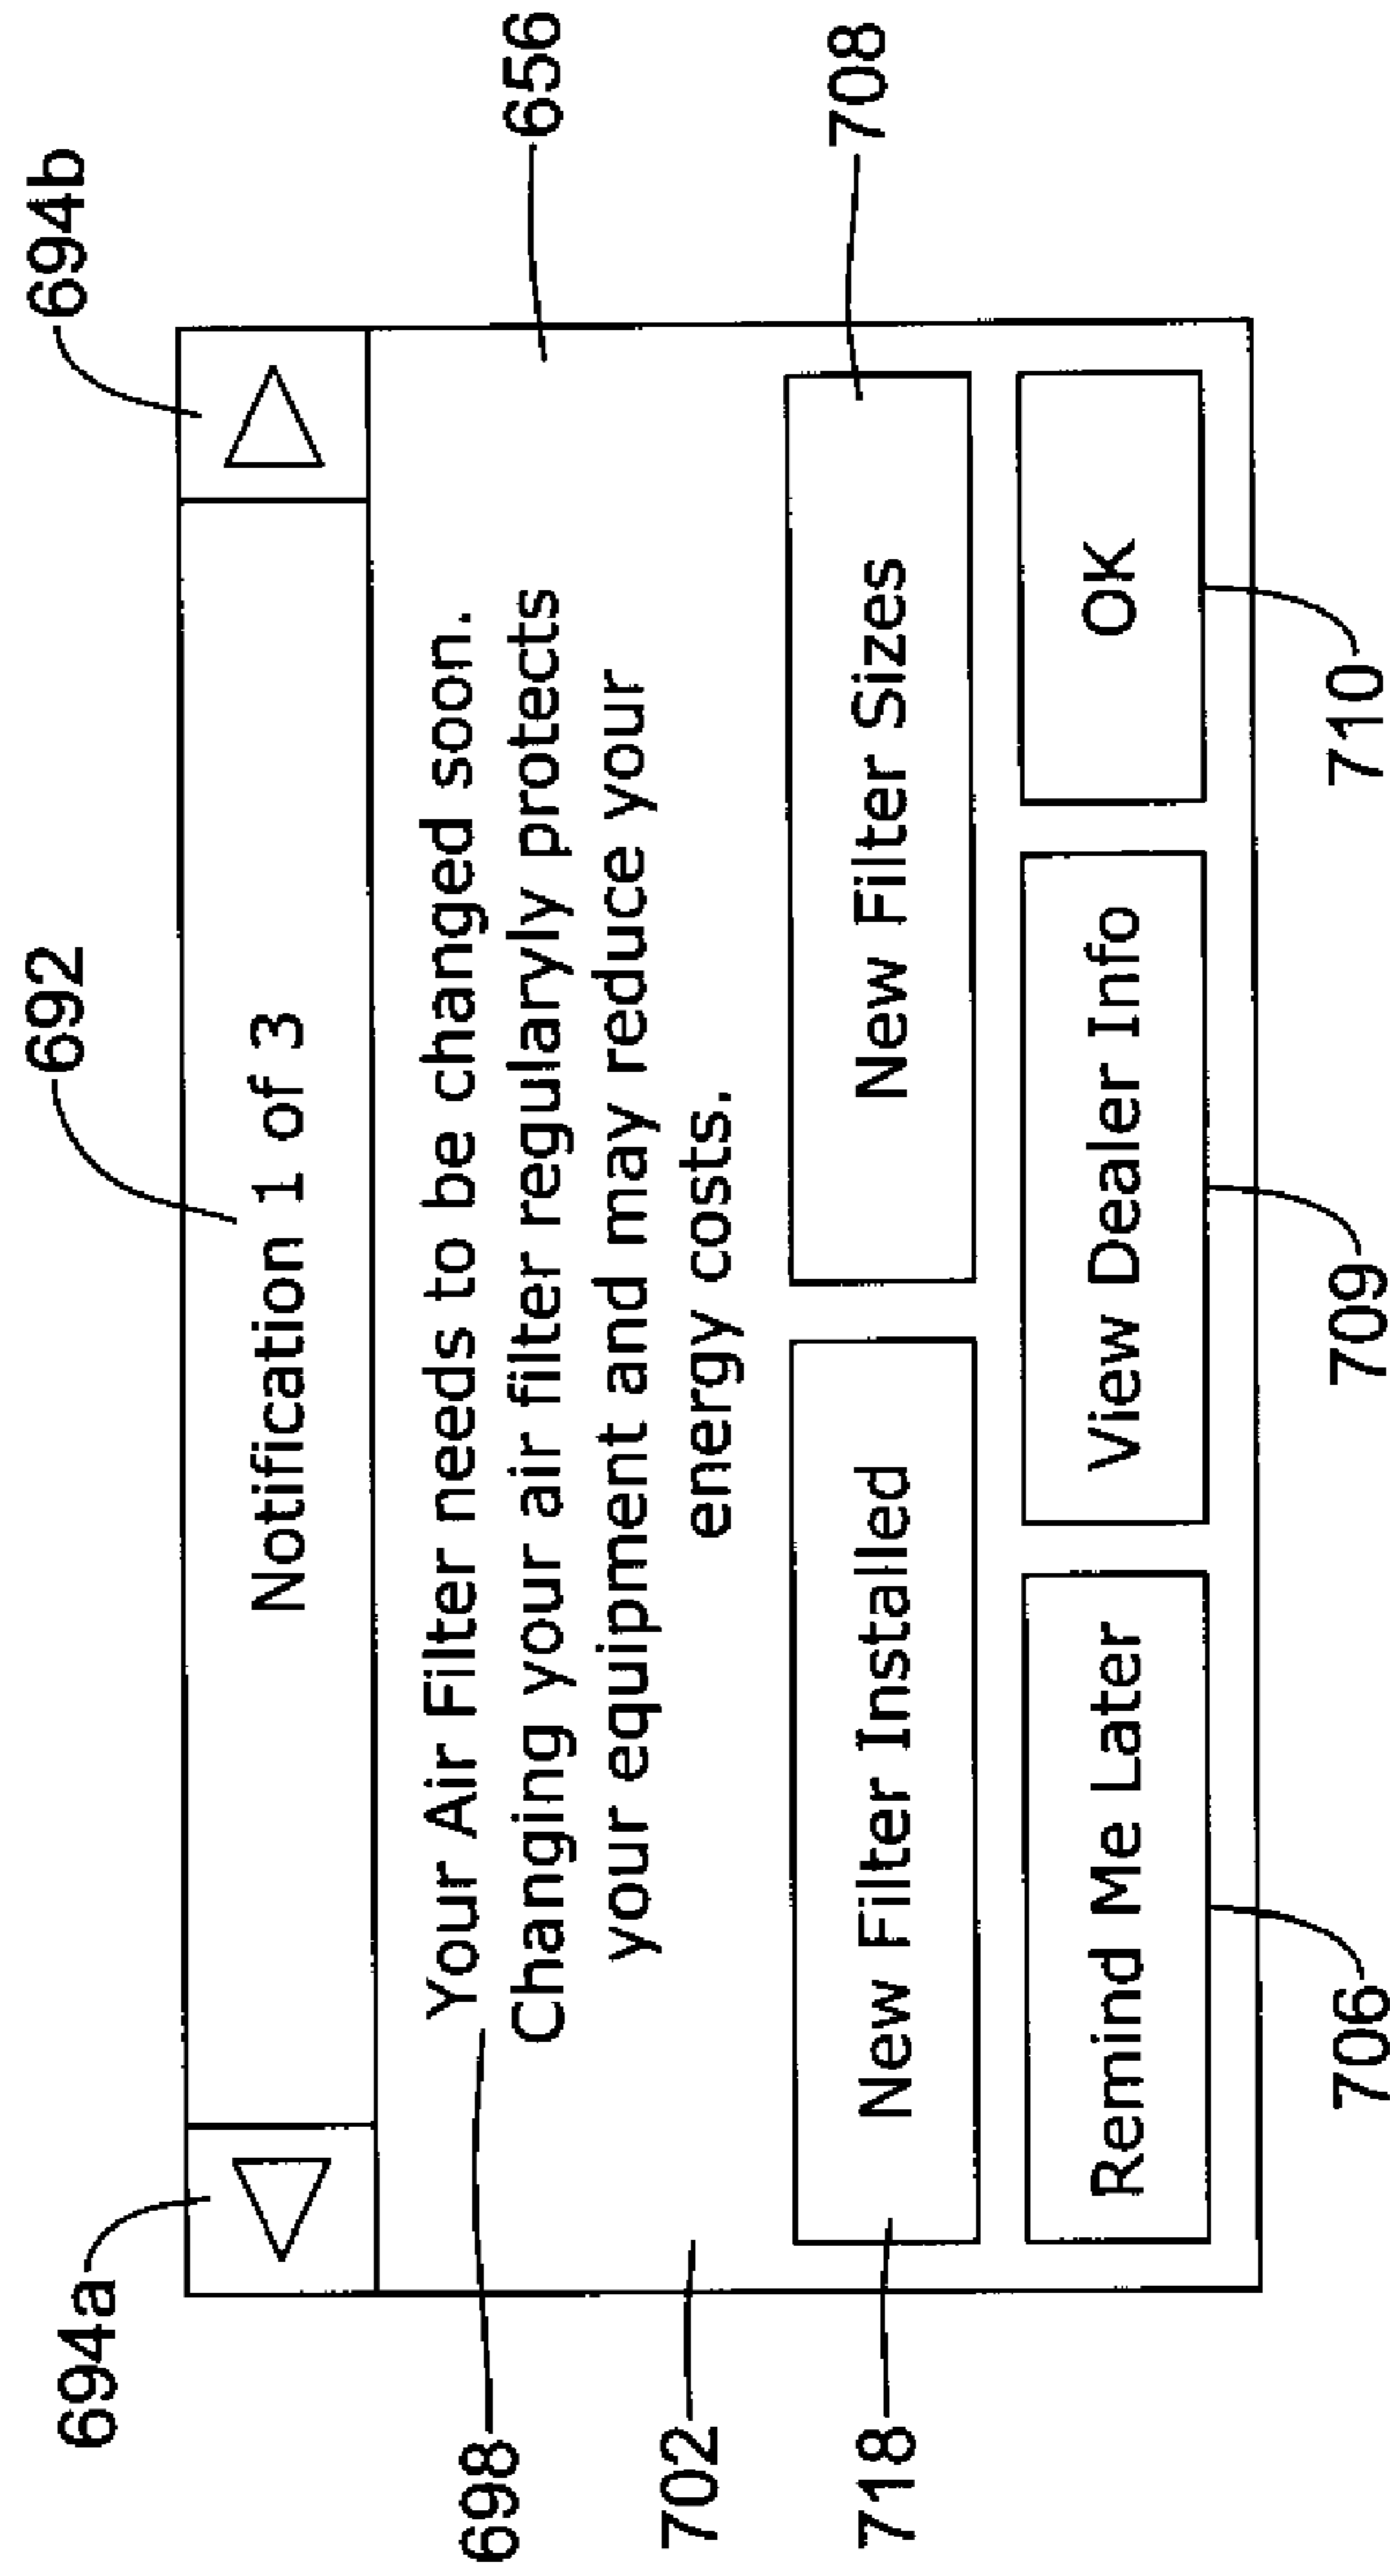 692
694a
694b
Notification 1 of 3
698
Your Air Filter needs to be changed soon.
Changing your air filter regularyly protects
your equipment and may reduce your
energy costs.
656
702
718
New Filter Installed
New Filter Sizes
708
Remind Me Later
View Dealer Info
OK
706
709
710